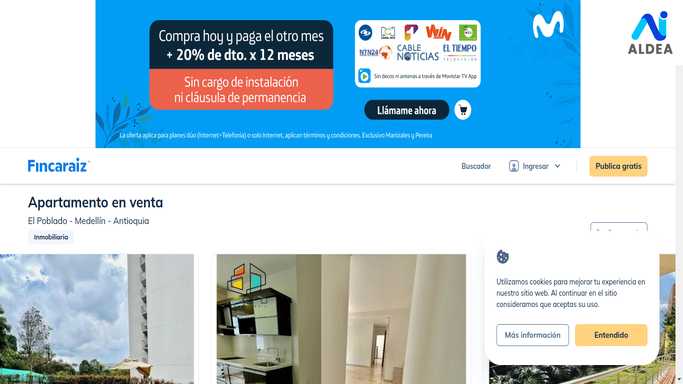 Compra hoy y paga el otro mes
+ 20% de dto. x 12 meses
Sin cargo de instalación
ni cláusula de permanencia
WIN
NTN24
CABLE
NOTICIAS
EL TIEMPO
TELEVISIÓN
Sin decos ni antenas a través de Movistar TV App
Llámame ahora
La oferta aplica para planes dúo (Internet+Telefonía) o solo Internet, aplican términos y condiciones. Exclusivo Manizales y Pereira
ALDEA
Fincaraiz
Buscador
Ingresar
Publica gratis
Apartamento en venta
El Poblado - Medellín - Antioquia
Inmobiliaria
Utilizamos cookies para mejorar tu experiencia en
nuestro sitio web. Al continuar en el sitio
consideramos que aceptas su uso.
Más información
Entendido